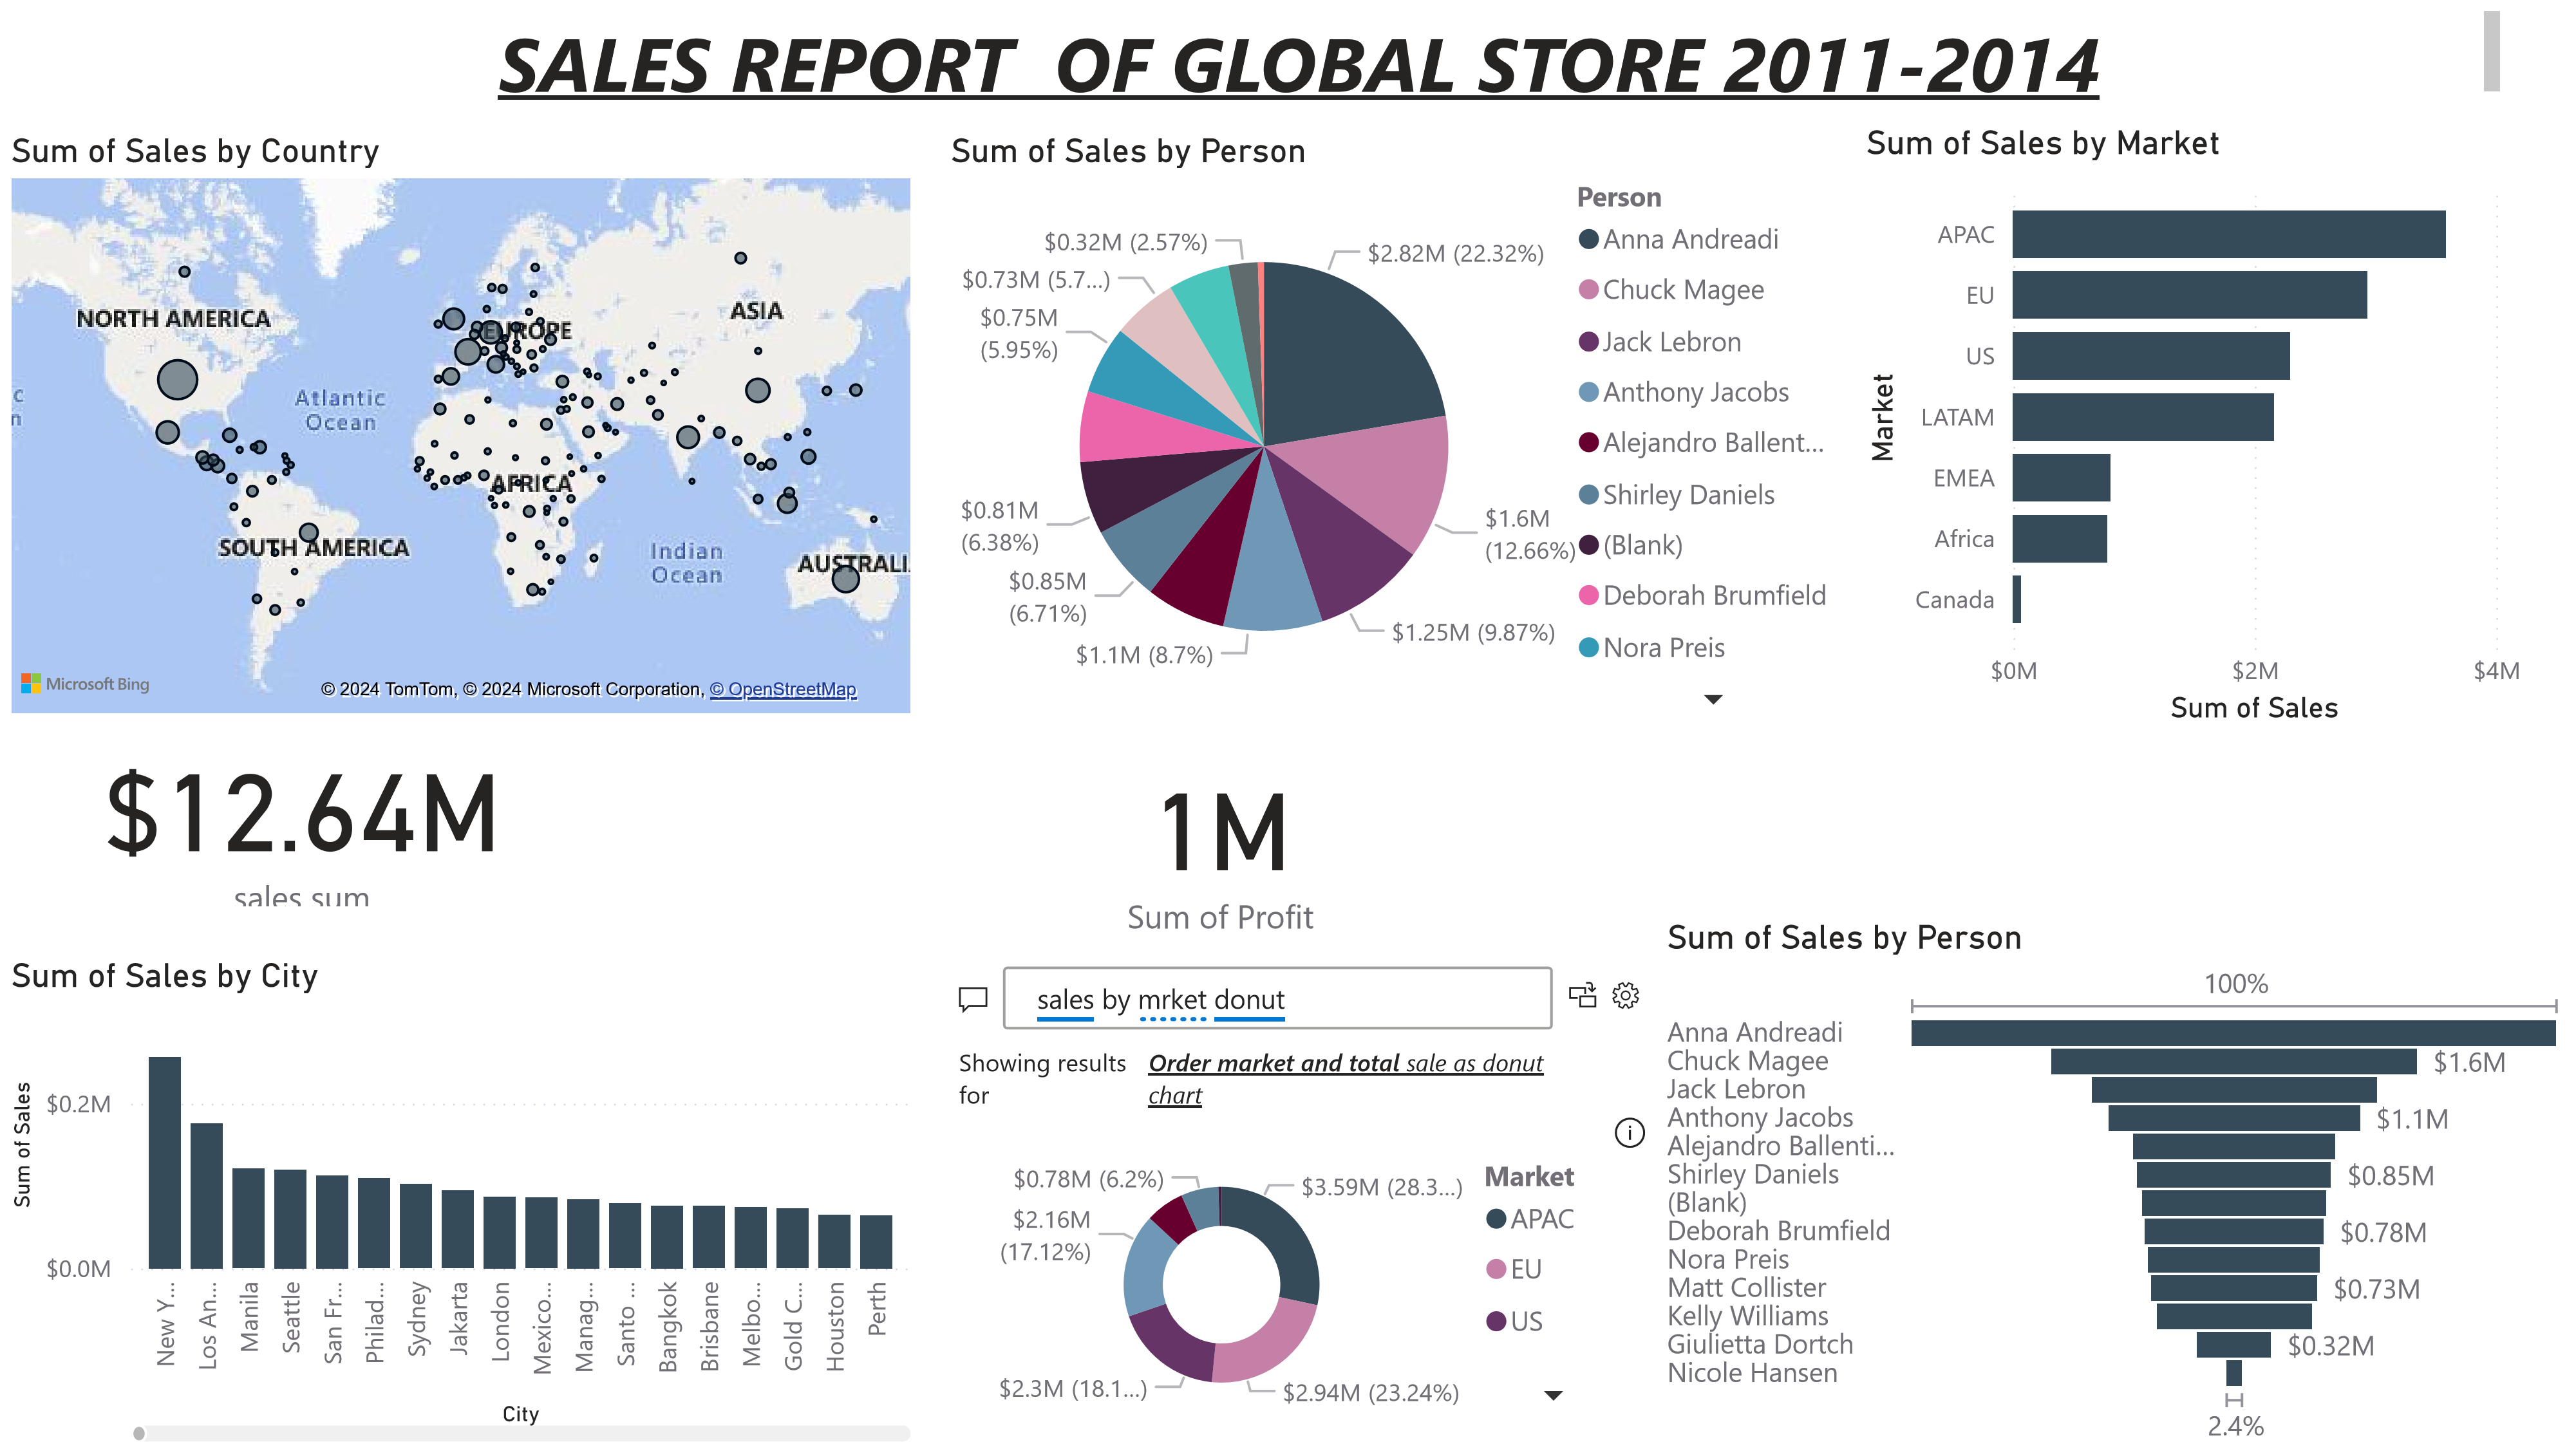 SALES REPORT  OF GLOBAL STORE 2011-2014
Sum of Sales by Country
NORTH AMERICA
EUROPE
ASIA
Atlantic
Ocean
AFRICA
SOUTH AMERICA
Indian
Ocean
AUSTRALI
c
n
Microsoft Bing
© 2024 TomTom, © 2024 Microsoft Corporation, © OpenStreetMap
Sum of Sales by Person
$0.32M (2.57%)
$2.82M (22.32%)
$0.73M (5.7...)
$0.75M
(5.95%)
$0.81M
(6.38%)
$0.85M
(6.71%)
$1.1M (8.7%)
$1.25M (9.87%)
$1.6M
(12.66%)
Person
Anna Andreadi
Chuck Magee
Jack Lebron
Anthony Jacobs
Alejandro Ballent...
Shirley Daniels
(Blank)
Deborah Brumfield
Nora Preis
Sum of Sales by Market
Market
APAC
EU
US
LATAM
EMEA
Africa
Canada
$0M
$2M
$4M
Sum of Sales
$12.64M
sales sum
1M
Sum of Profit
Sum of Sales by City
Sum of Sales
$0.2M
$0.0M
New Y...
Los An...
Manila
Seattle
San Fr...
Philad...
Sydney
Jakarta
London
Mexico...
Manag...
Santo ...
Bangkok
Brisbane
Melbo...
Gold C...
Houston
Perth
City
sales by mrket donut
Showing results
for
Order market and total sale as donut
chart
$0.78M (6.2%)
$3.59M (28.3...)
$2.16M
(17.12%)
$2.3M (18.1...)
$2.94M (23.24%)
Market
APAC
EU
US
Sum of Sales by Person
100%
Anna Andreadi
Chuck Magee
$1.6M
Jack Lebron
Anthony Jacobs
$1.1M
Alejandro Ballenti...
Shirley Daniels
$0.85M
(Blank)
Deborah Brumfield
$0.78M
Nora Preis
Matt Collister
$0.73M
Kelly Williams
Giulietta Dortch
$0.32M
Nicole Hansen
2.4%